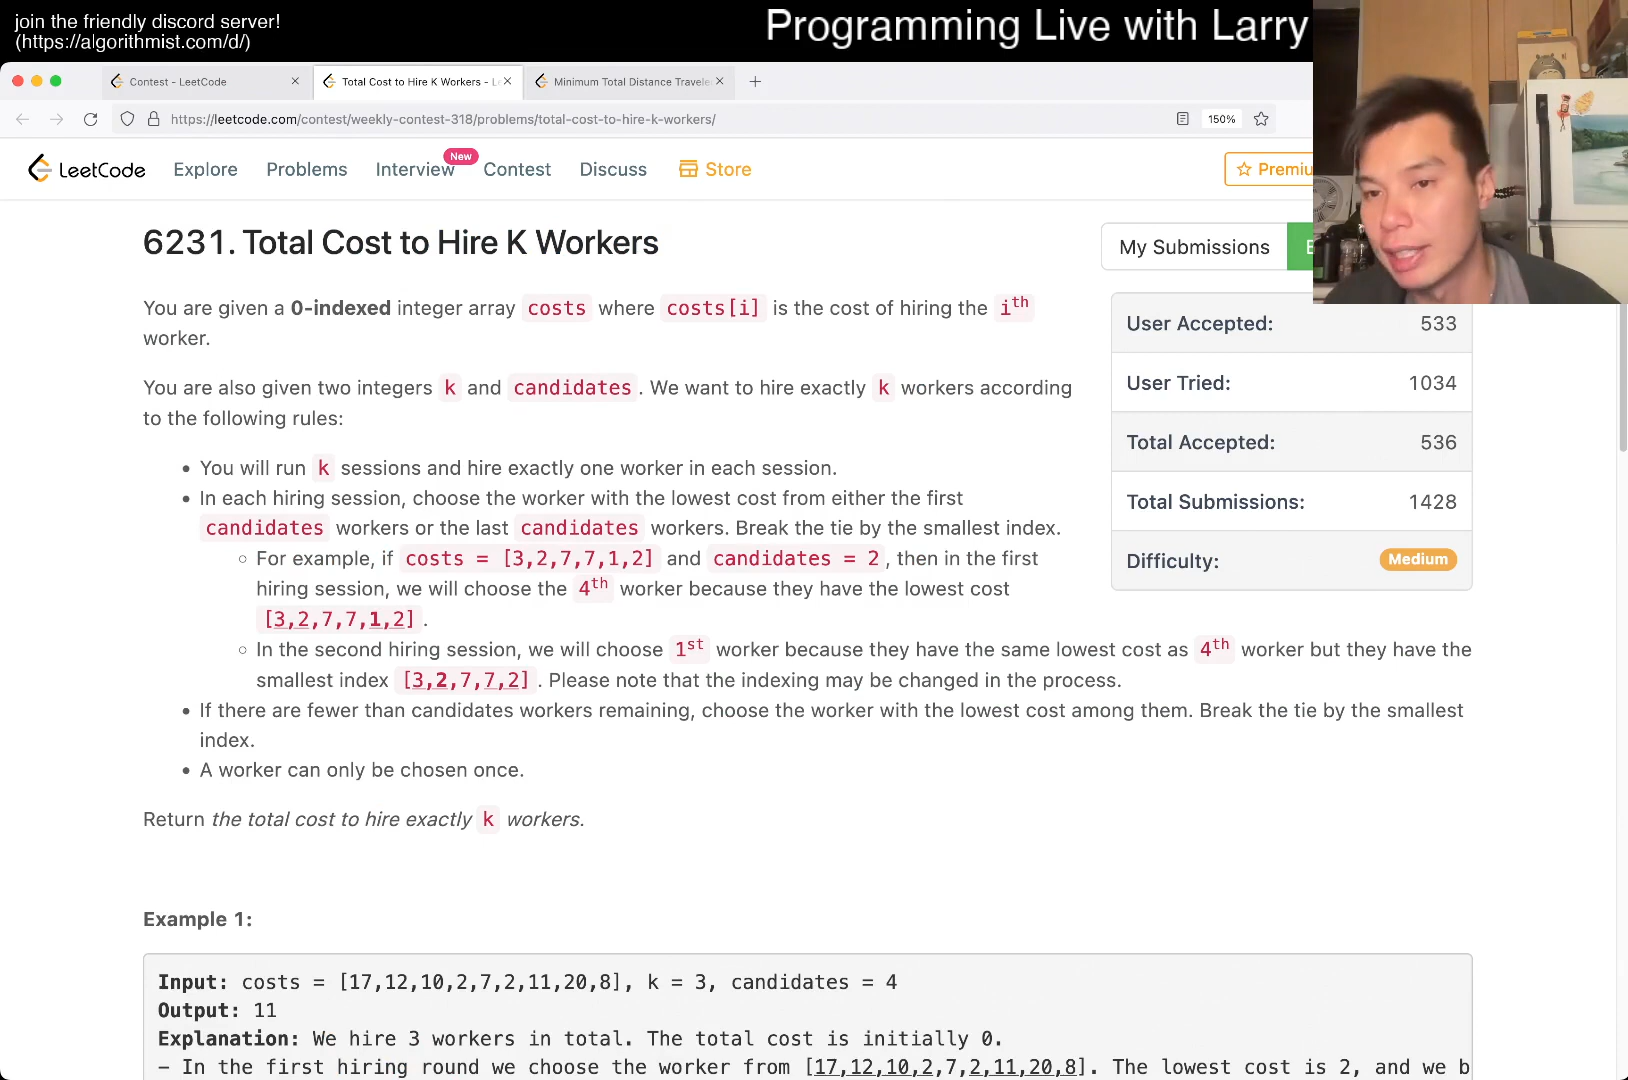 join the friendly discord server!
(https://algorithmist.com/d/)
Programming Live with Larry
Contest - LeetCode
Total Cost to Hire K Workers - Le
Minimum Total Distance Travele
https://leetcode.com/contest/weekly-contest-318/problems/total-cost-to-hire-k-workers/
150%
LeetCode
Explore
Problems
Interview
New
Contest
Discuss
Store
Premiu
6231. Total Cost to Hire K Workers
My Submissions
You are given a 0-indexed integer array costs where costs[i] is the cost of hiring the ith
worker.
You are also given two integers k and candidates. We want to hire exactly k workers according
to the following rules:
• You will run k sessions and hire exactly one worker in each session.
• In each hiring session, choose the worker with the lowest cost from either the first
candidates workers or the last candidates workers. Break the tie by the smallest index.
◦ For example, if costs = [3,2,7,7,1,2] and candidates = 2, then in the first
hiring session, we will choose the 4th worker because they have the lowest cost
[3,2,7,7,1,2].
◦ In the second hiring session, we will choose 1st worker because they have the same lowest cost as 4th worker but they have the
smallest index [3,2,7,7,2]. Please note that the indexing may be changed in the process.
• If there are fewer than candidates workers remaining, choose the worker with the lowest cost among them. Break the tie by the smallest
index.
• A worker can only be chosen once.
Return the total cost to hire exactly k workers.
User Accepted: 533
User Tried: 1034
Total Accepted: 536
Total Submissions: 1428
Difficulty: Medium
Example 1:
Input: costs = [17,12,10,2,7,2,11,20,8], k = 3, candidates = 4
Output: 11
Explanation: We hire 3 workers in total. The total cost is initially 0.
- In the first hiring round we choose the worker from [17,12,10,2,7,2,11,20,8]. The lowest cost is 2, and we b